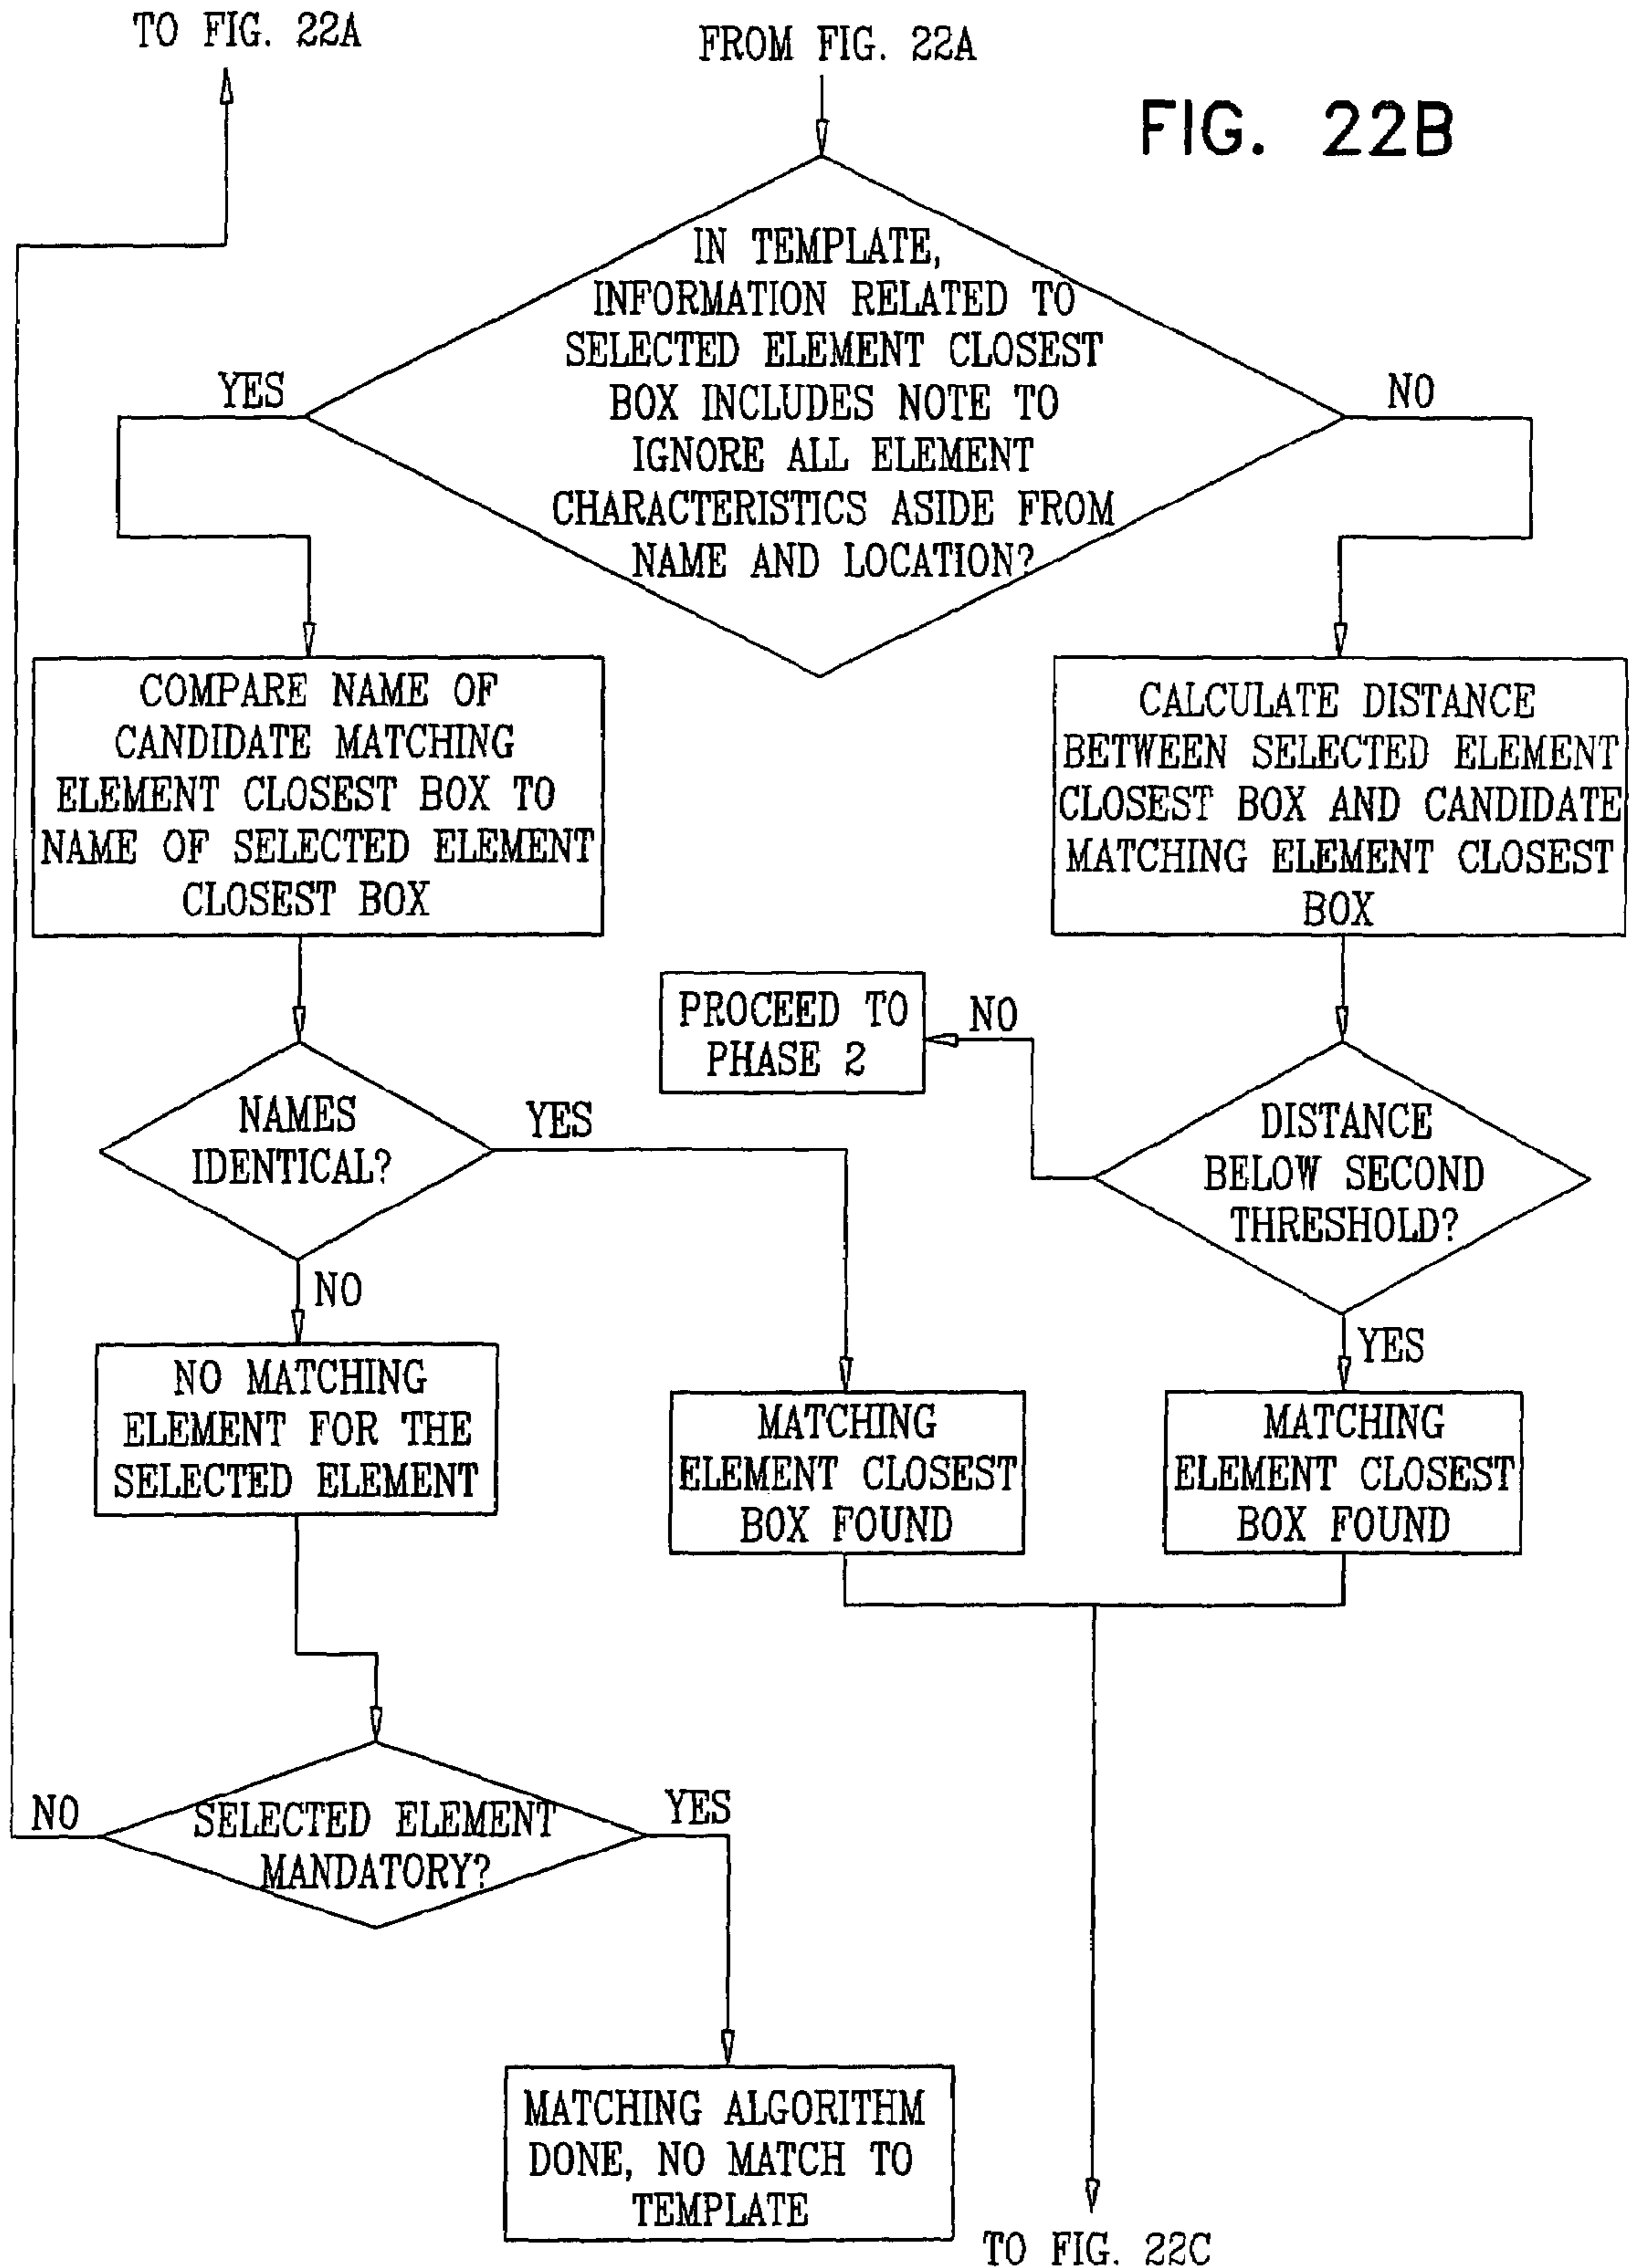 TO FIG. 22A
FROM FIG. 22A
FIG. 22B
IN TEMPLATE,
INFORMATION RELATED TO
SELECTED ELEMENT CLOSEST
BOX INCLUDES NOTE TO
IGNORE ALL ELEMENT
CHARACTERISTICS ASIDE FROM
NAME AND LOCATION?
YES
NO
COMPARE NAME OF
CANDIDATE MATCHING
ELEMENT CLOSEST BOX TO
NAME OF SELECTED ELEMENT
CLOSEST BOX
CALCULATE DISTANCE
BETWEEN SELECTED ELEMENT
CLOSEST BOX AND CANDIDATE
MATCHING ELEMENT CLOSEST
BOX
PROCEED TO
PHASE 2
NO
NAMES
IDENTICAL?
YES
DISTANCE
BELOW SECOND
THRESHOLD?
NO
YES
NO MATCHING
ELEMENT FOR THE
SELECTED ELEMENT
MATCHING
ELEMENT CLOSEST
BOX FOUND
MATCHING
ELEMENT CLOSEST
BOX FOUND
NO
SELECTED ELEMENT
MANDATORY?
YES
MATCHING ALGORITHM
DONE, NO MATCH TO
TEMPLATE
TO FIG. 22C